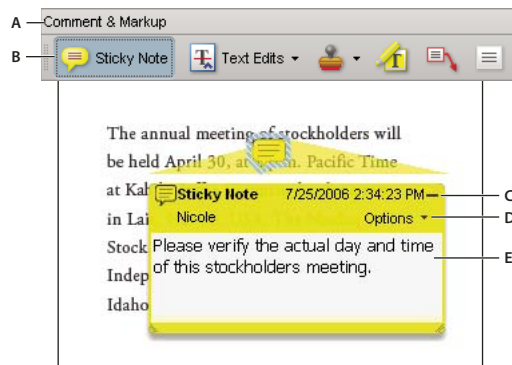 A Comment & Markup
B Sticky Note Text Edits
The annual meeting of stockholders will
be held April 30, at Pacific Time
at Kah
Sticky Note 7/25/2006 2:34:23 PM C
in Lai
Nicole Options D
Stock
Please verify the actual day and time E
of this stockholders meeting.
Indep
Idaho